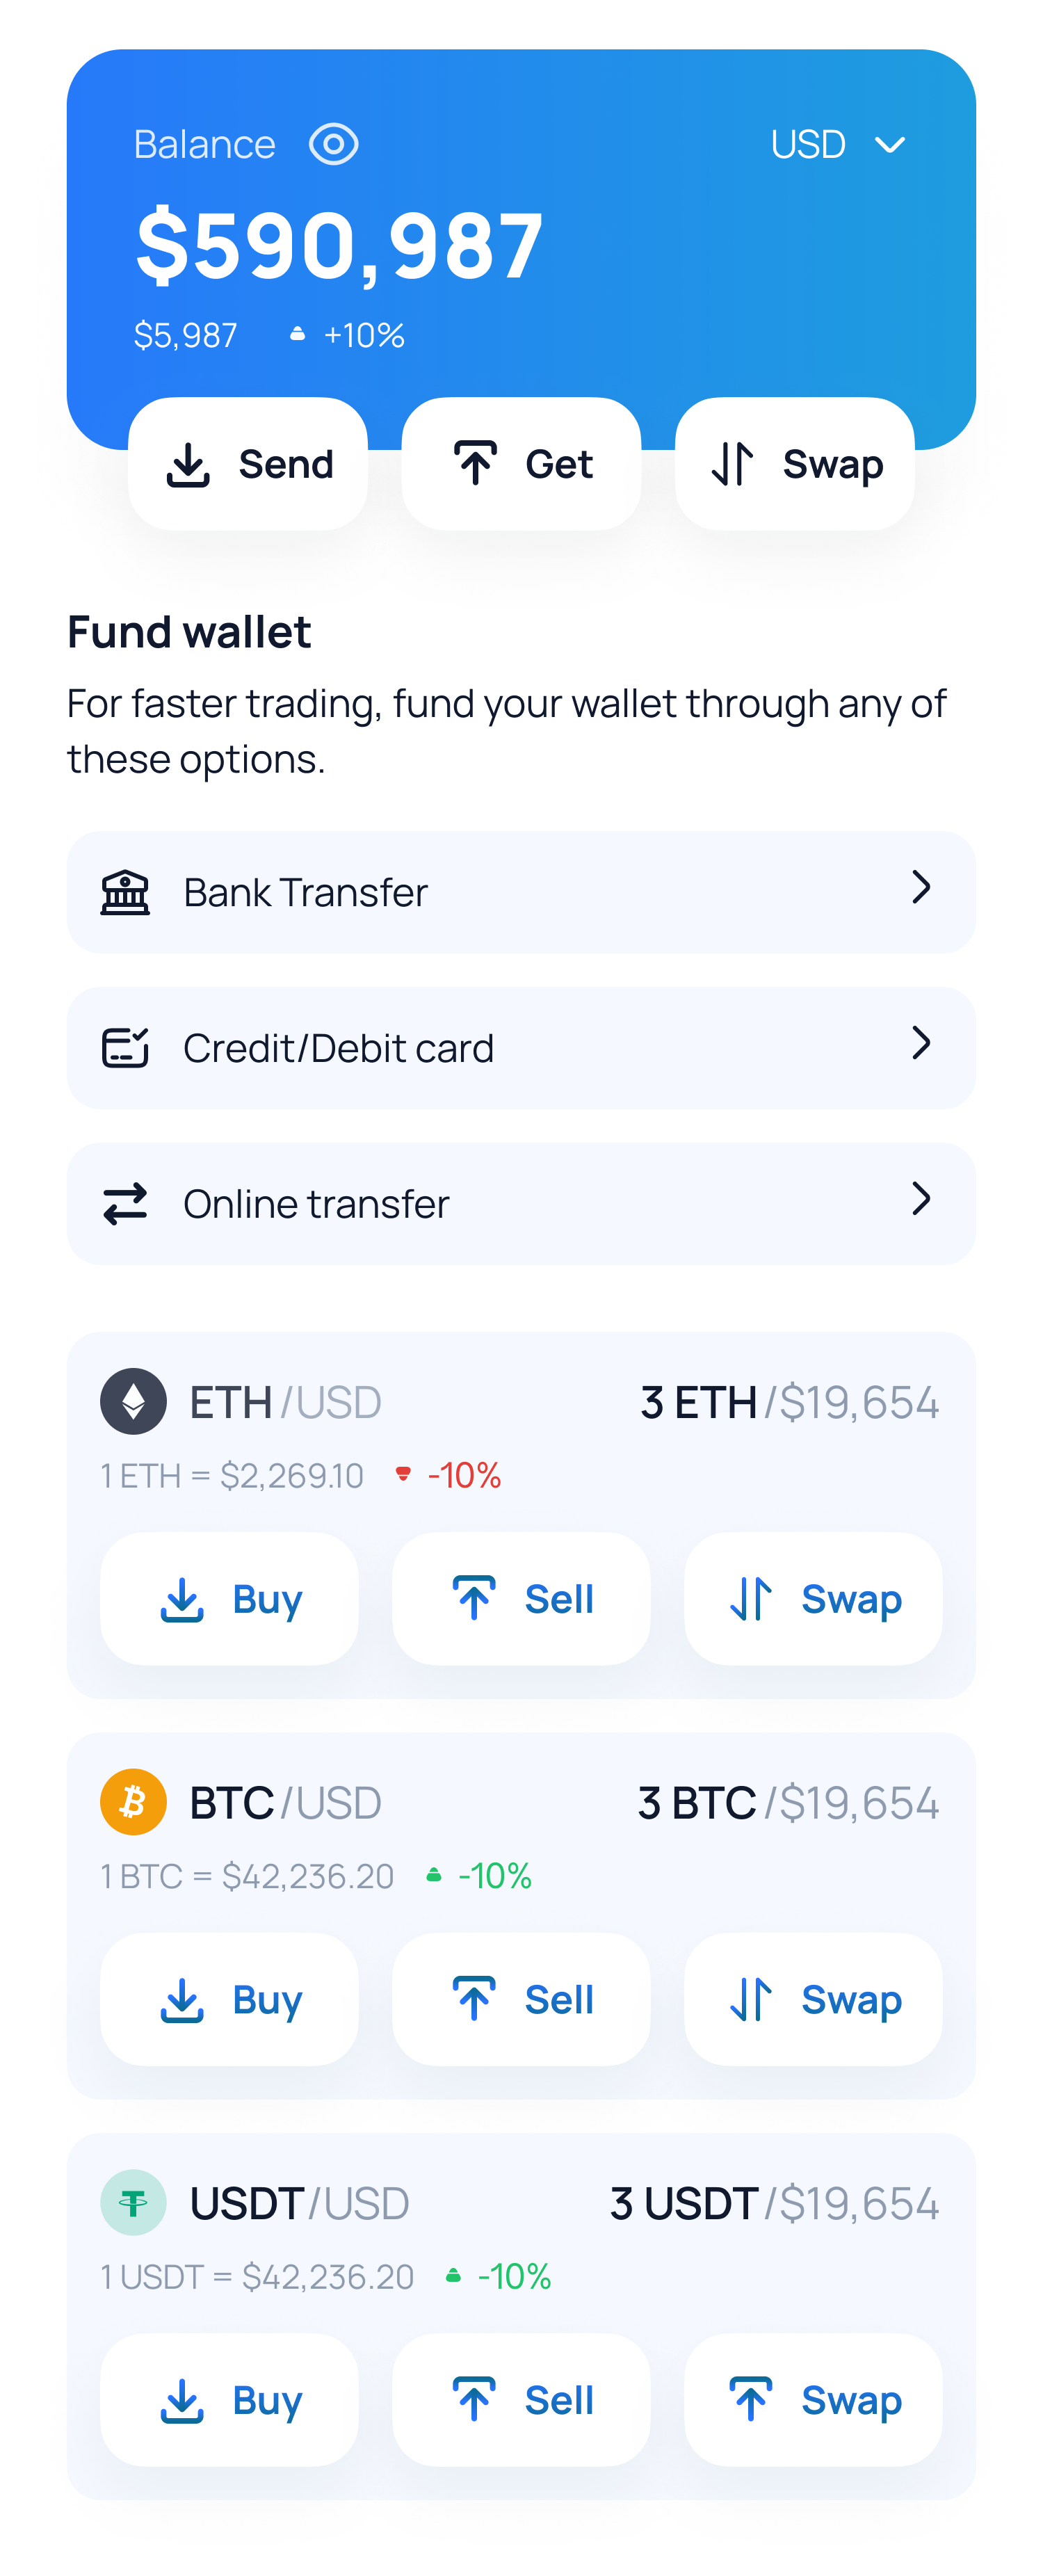 Balance USD
$590,987
$5,987 +10%
Send Get Swap
Fund wallet
For faster trading, fund your wallet through any of
these options.
Bank Transfer
Credit/Debit card
Online transfer
ETH/USD 3 ETH/$19,654
1 ETH = $2,269.10 -10%
Buy Sell Swap
BTC/USD 3 BTC/$19,654
1 BTC = $42,236.20 -10%
Buy Sell Swap
USDT/USD 3 USDT/$19,654
1 USDT = $42,236.20 -10%
Buy Sell Swap